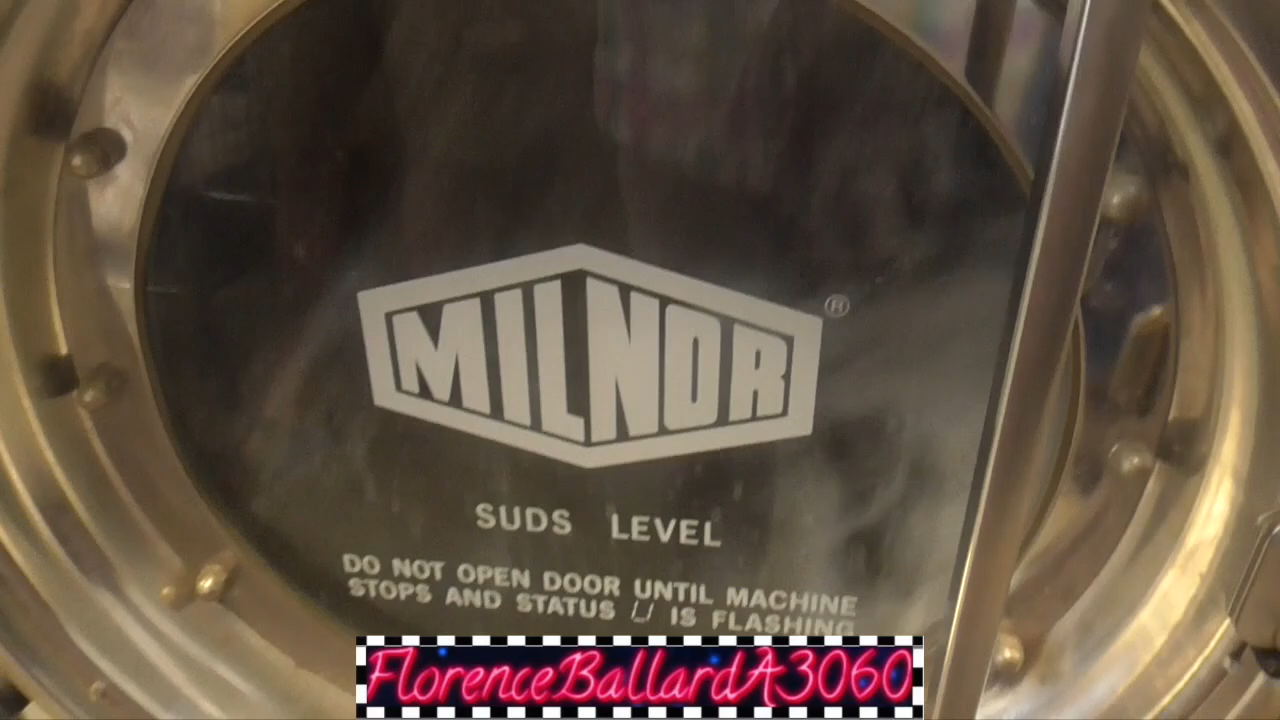 MILNOR®
SUDS LEVEL
DO NOT OPEN DOOR UNTIL MACHINE
STOPS AND STATUS ⊔ IS FLASHING
FlorenceBallardA3060